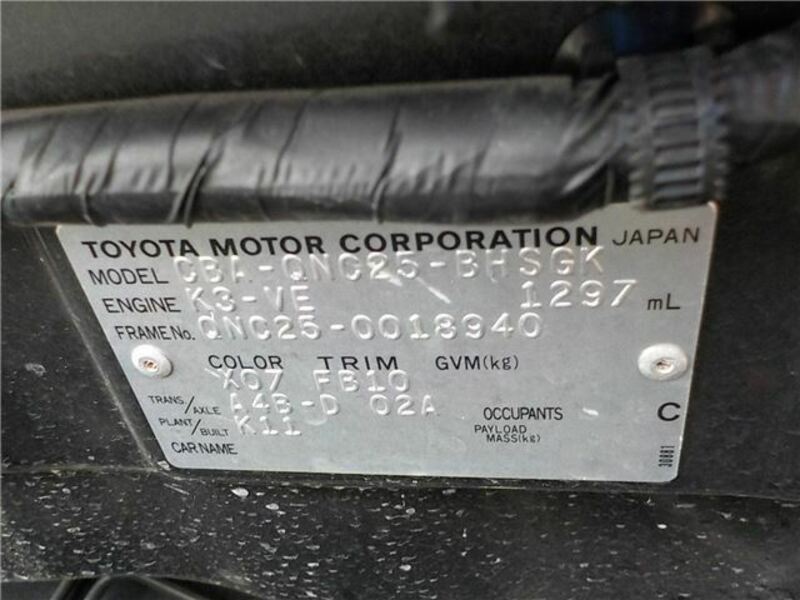 TOYOTA MOTOR CORPORATION JAPAN
MODEL CBA-QNC25-BHSGK
ENGINE K3-VE 1297 mL
FRAME No. QNC25-0018940
COLOR TRIM GVM(kg)
X07 FB10
TRANS./AXLE A4B-D 02A OCCUPANTS C
PLANT/BUILT K11 PAYLOAD MASS(kg)
CAR NAME
30881